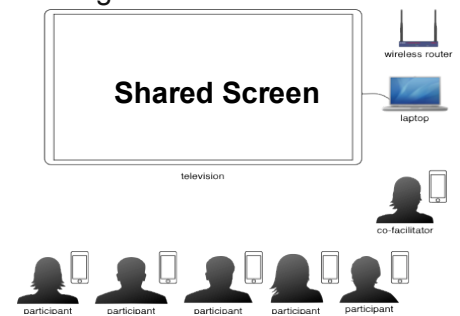 Shared Screen
wireless router
laptop
television
co-facilitator
participant participant participant participant participant